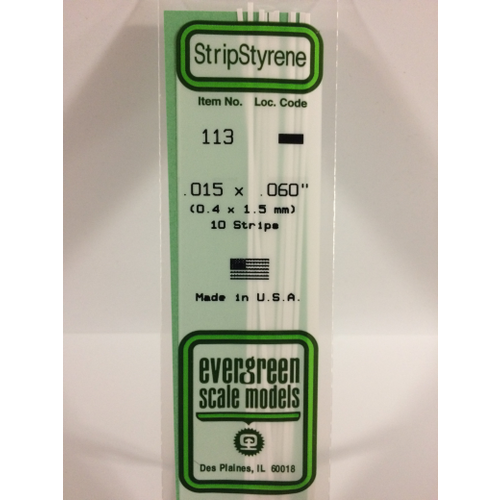 StripStyrene
Item No. Loc. Code
113
.015 x .060"
(0.4 x 1.5 mm)
10 Strips
Made in U.S.A.
evergreen
scale models
Des Plaines, IL 60018